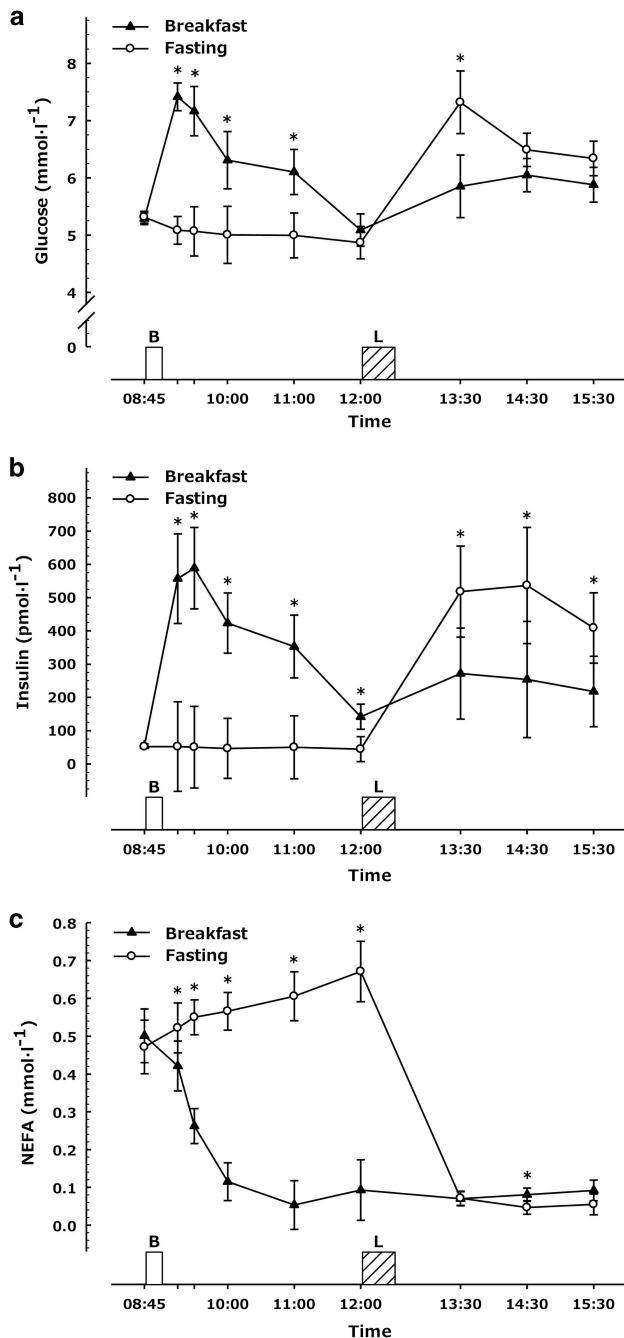 a
Breakfast
Fasting
Glucose (mmol·l⁻¹)
8
7
6
5
4
0
* * * * *
B
L
08:45 10:00 11:00 12:00 13:30 14:30 15:30
Time
b
Breakfast
Fasting
Insulin (pmol·l⁻¹)
800
700
600
500
400
300
200
100
0
* * * * * * * *
B
L
08:45 10:00 11:00 12:00 13:30 14:30 15:30
Time
c
Breakfast
Fasting
NEFA (mmol·l⁻¹)
0.8
0.7
0.6
0.5
0.4
0.3
0.2
0.1
0.0
* * * * * *
B
L
08:45 10:00 11:00 12:00 13:30 14:30 15:30
Time